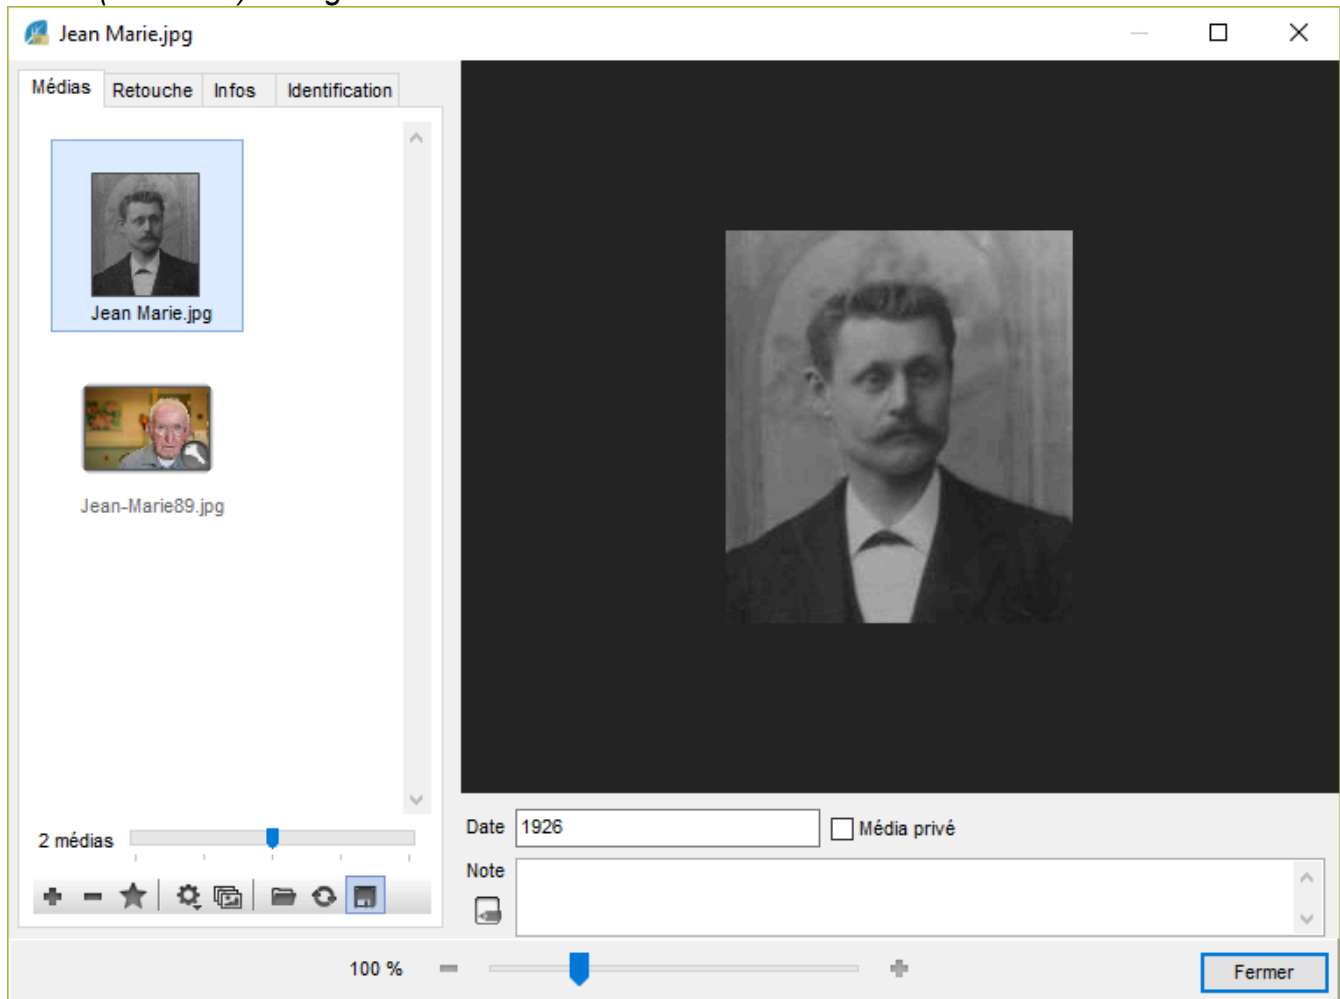 Jean Marie.jpg
Médias Retouche Infos Identification
Jean Marie.jpg
Jean-Marie89.jpg
2 médias
Date 1926 Média privé
Note
100 %
Fermer